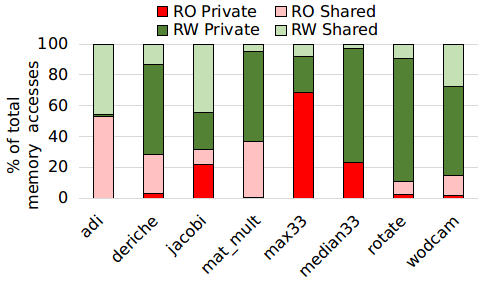 RO Private RO Shared
RW Private RW Shared
% of total
memory accesses
100
80
60
40
20
0
adi
deriche
jacobi
mat_mult
max33
median33
rotate
wodcam